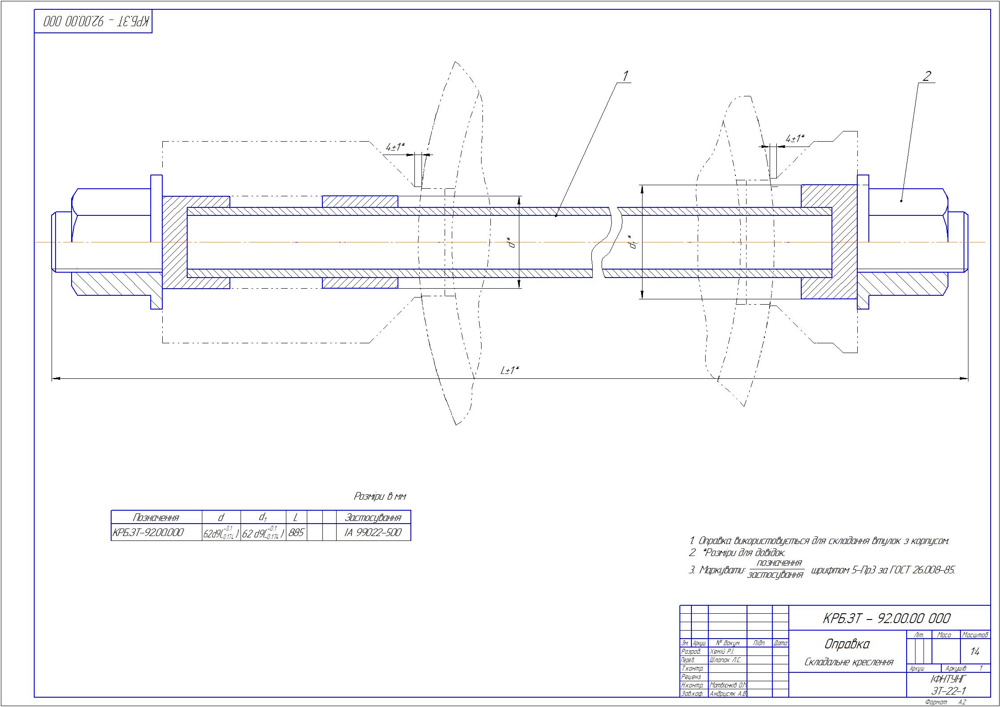 КРБ.ЗТ - 92.00.00 000
1
2
4±1*
4±1*
d*
d₁*
L±1*
Розміри в мм
Позначення d d₁ L Застосування
КРБ.ЗТ-92.00.000 62d9(-0.1 -0.174) 62 d9(-0.1 -0.174) 885 ІА 99022-500
1. Оправка використовується для складання втулок з корпусом.
2. *Розміри для довідок.
3. Маркувати: позначення/застосування шрифтом 5-Пр3 за ГОСТ 26.008-85.
КРБ.ЗТ - 92.00.00 000
Оправка
Складальне креслення
Літ. Маса Масштаб
1:4
Аркуш Аркушів 1
ІФНТУНГ
ЗТ-22-1
Зм. Аркуш № докум. Підп. Дата
Розроб. Хемій Р.І.
Перев. Шлапак Л.С.
Т.контр.
Реценз.
Н.контр. Матвієнків О.М
Зав.каф. Андрусяк А.В.
Формат А2